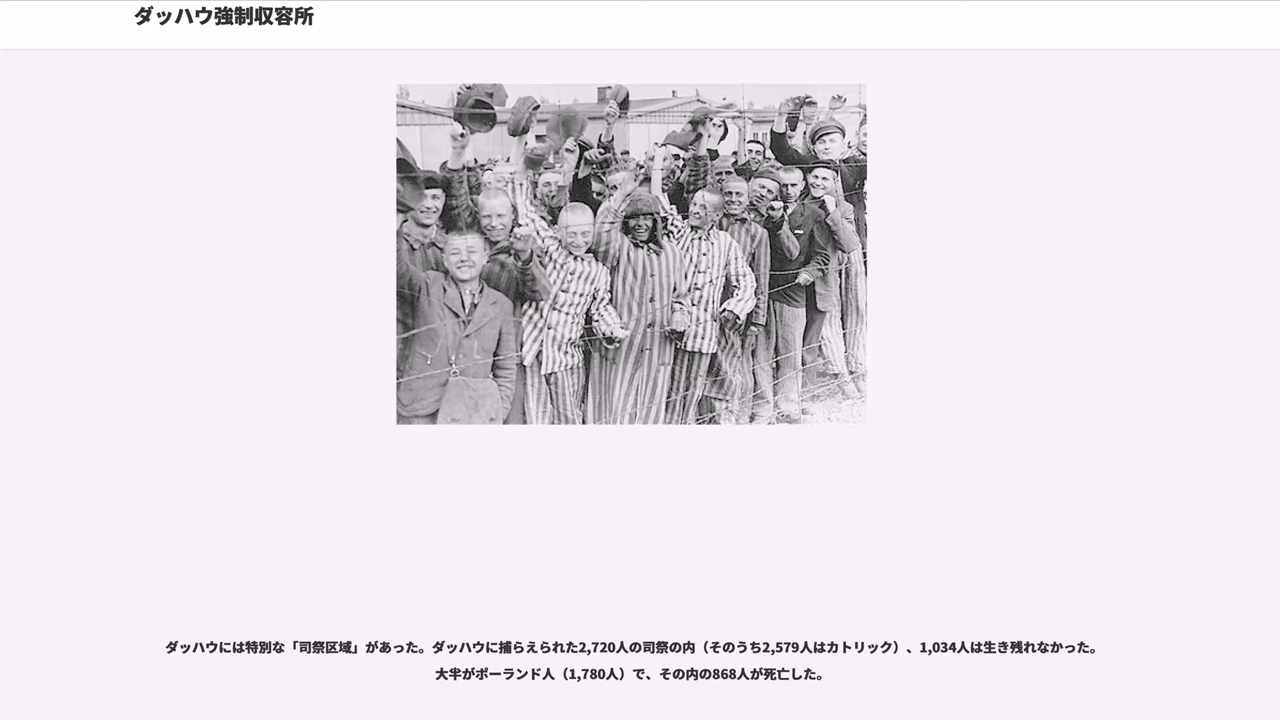 ダッハウ強制収容所
ダッハウには特別な「司祭区域」があった。ダッハウに捕らえられた2,720人の司祭の内（そのうち2,579人はカトリック）、1,034人は生き残れなかった。
大半がポーランド人（1,780人）で、その内の868人が死亡した。